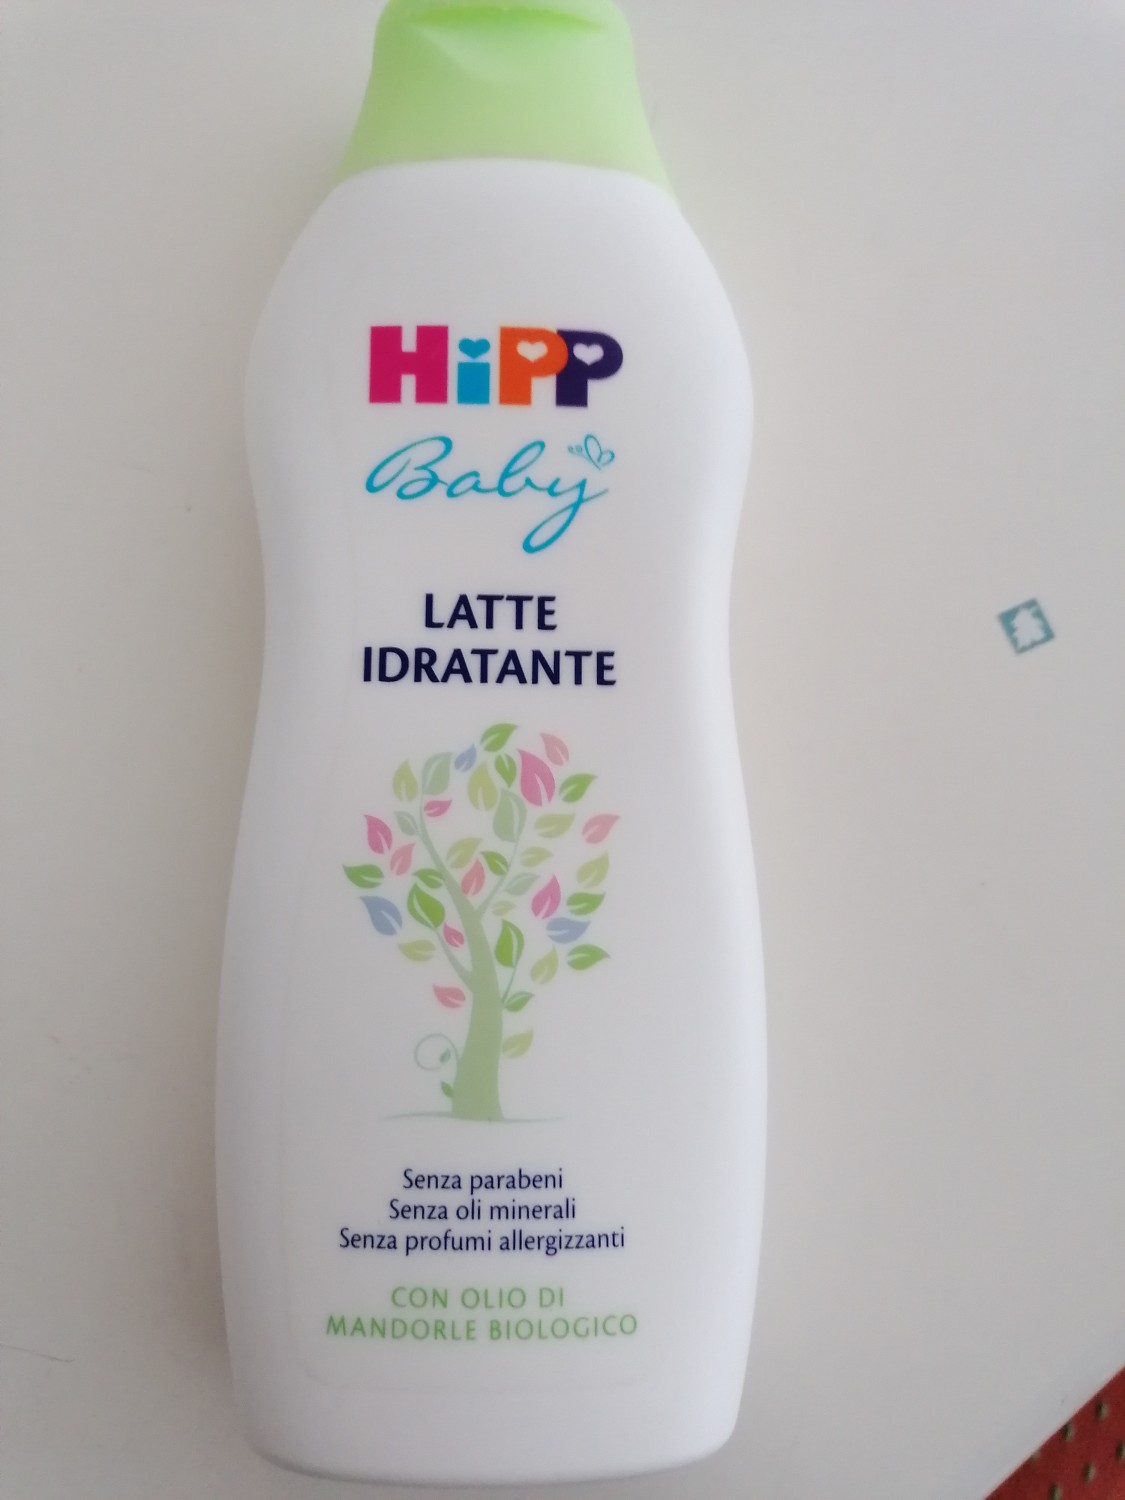 HiPP
Baby
LATTE
IDRATANTE
Senza parabeni
Senza oli minerali
Senza profumi allergizzanti
CON OLIO DI
MANDORLE BIOLOGICO